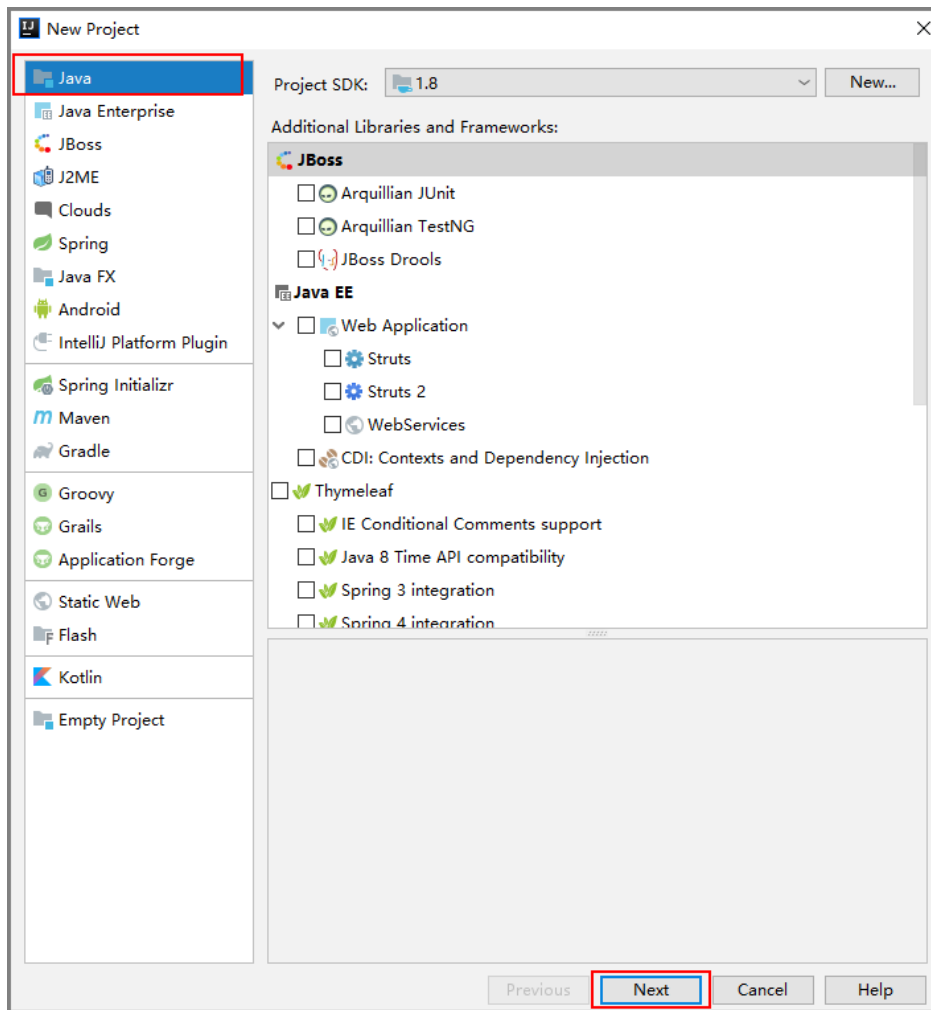 New Project
Java
Java Enterprise
JBoss
J2ME
Clouds
Spring
Java FX
Android
IntelliJ Platform Plugin
Spring Initializr
Maven
Gradle
Groovy
Grails
Application Forge
Static Web
Flash
Kotlin
Empty Project
Project SDK: 1.8 New...
Additional Libraries and Frameworks:
JBoss
Arquillian JUnit
Arquillian TestNG
JBoss Drools
Java EE
Web Application
Struts
Struts 2
WebServices
CDI: Contexts and Dependency Injection
Thymeleaf
IE Conditional Comments support
Java 8 Time API compatibility
Spring 3 integration
Spring 4 integration
Previous Next Cancel Help